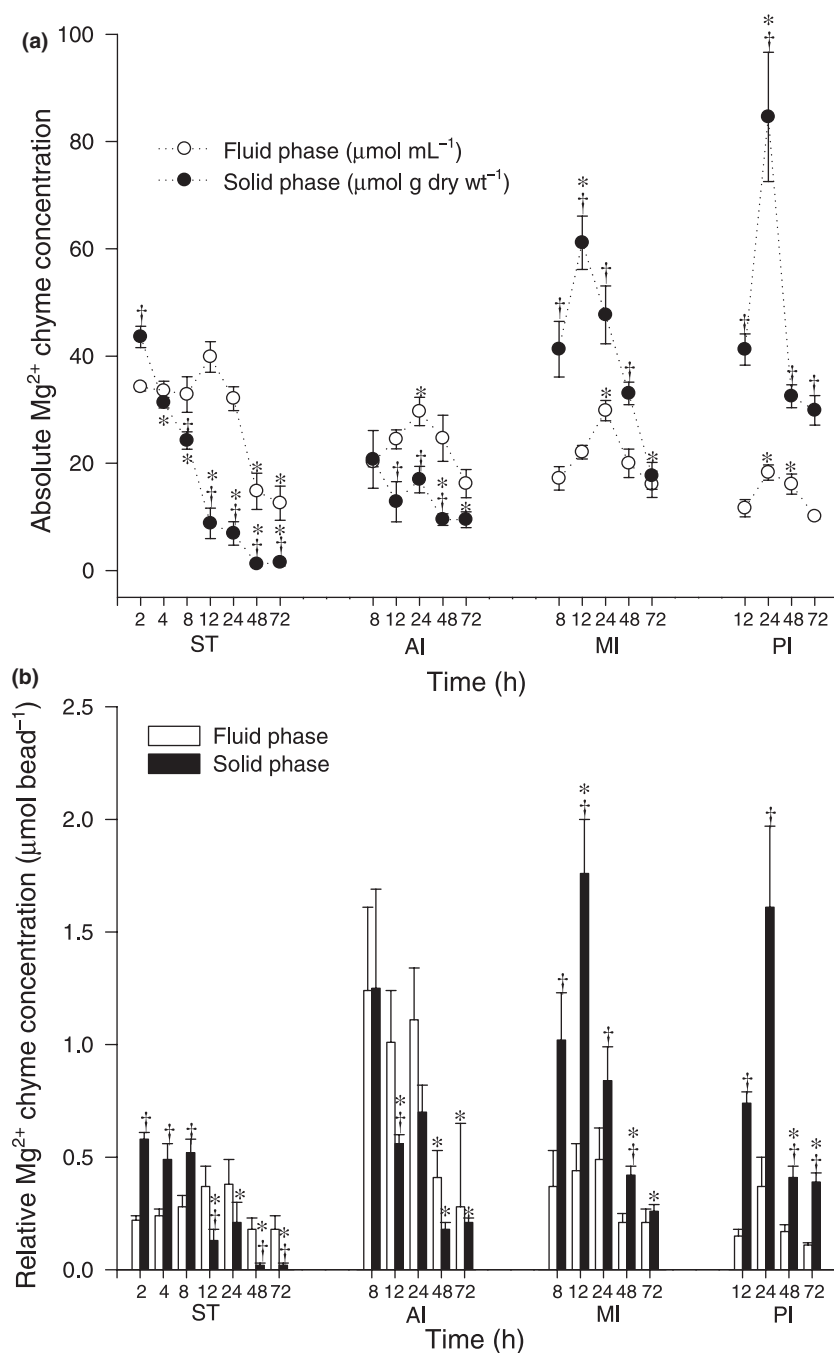 (a)
100
80
60
40
20
0
Absolute Mg²⁺ chyme concentration
Fluid phase (μmol mL⁻¹)
Solid phase (μmol g dry wt⁻¹)
2 4 8 12 24 48 72 8 12 24 48 72 8 12 24 48 72 12 24 48 72
ST AI MI PI
Time (h)
(b)
2.5
2.0
1.5
1.0
0.5
0.0
Relative Mg²⁺ chyme concentration (μmol bead⁻¹)
Fluid phase
Solid phase
2 4 8 12 24 48 72 8 12 24 48 72 8 12 24 48 72 12 24 48 72
ST AI MI PI
Time (h)